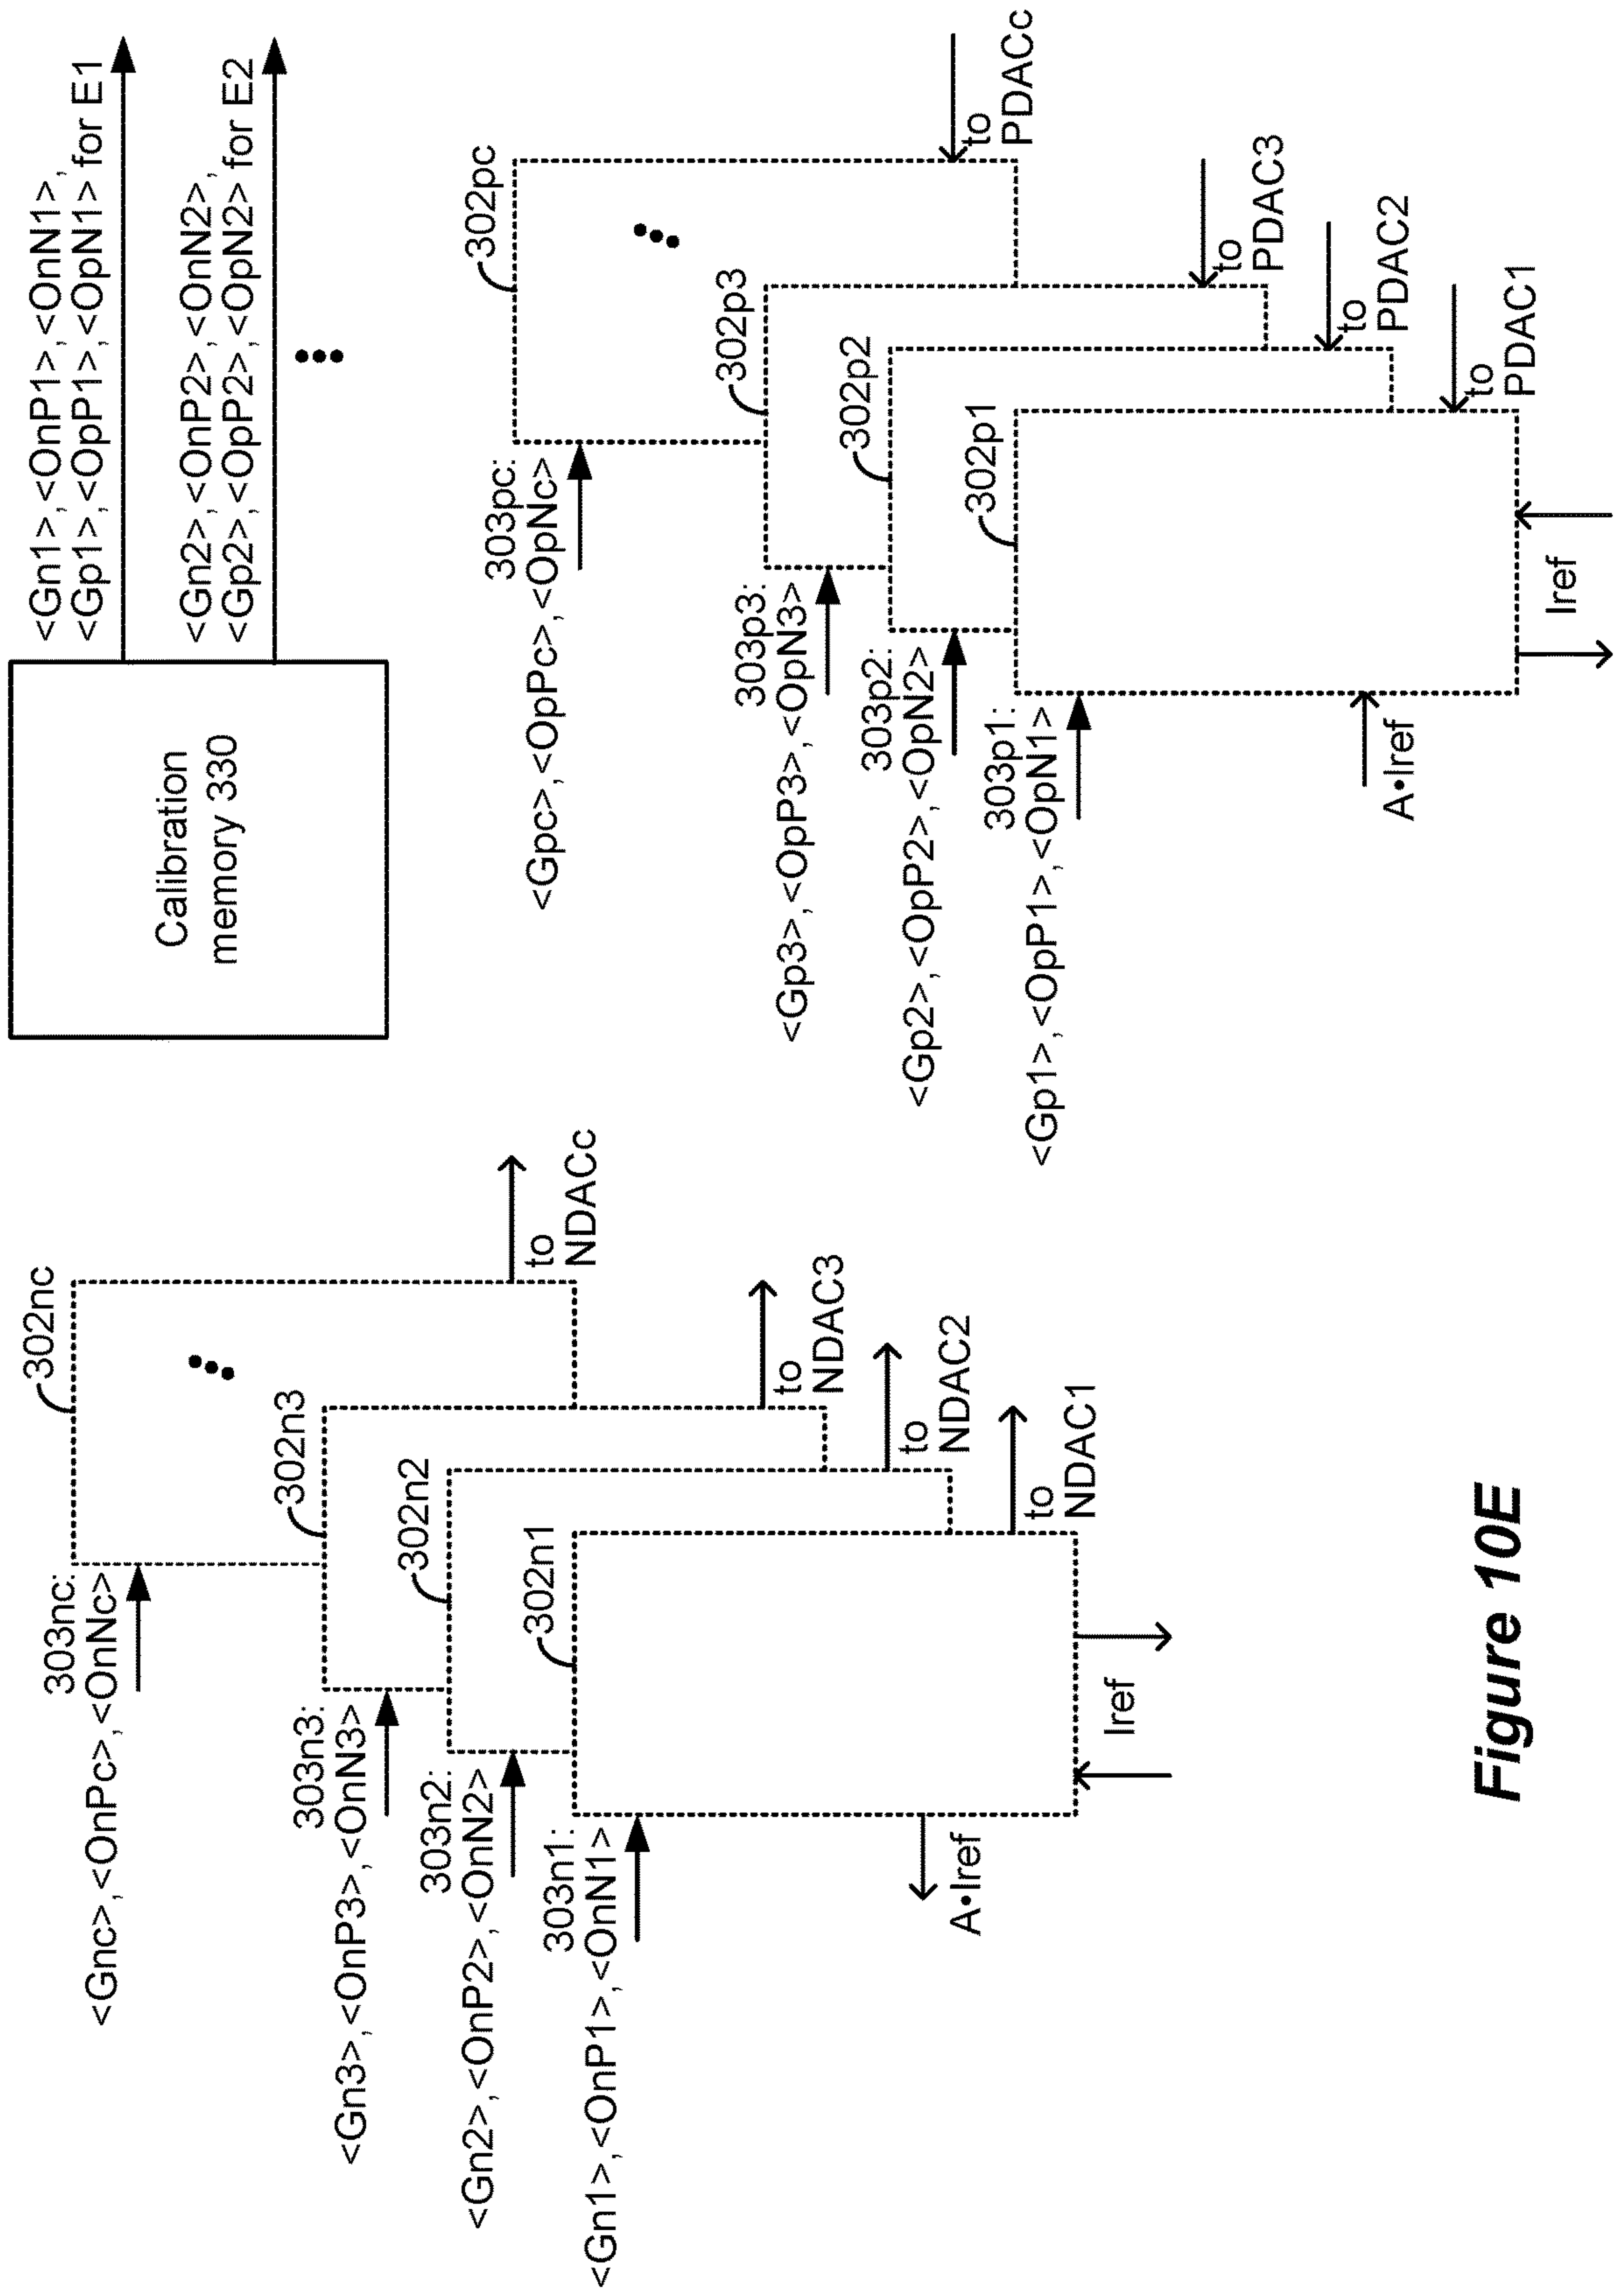 302nc
303nc:
<Gnc>,<OnPc>,<OnNc>
to
NDACc
302n3
303n3:
<Gn3>,<OnP3>,<OnN3>
to
NDAC3
302n2
303n2:
<Gn2>,<OnP2>,<OnN2>
to
NDAC2
302n1
303n1:
<Gn1>,<OnP1>,<OnN1>
to
NDAC1
A•Iref
Iref
Calibration
memory 330
<Gn1>,<OnP1>,<OnN1>,
<Gp1>,<OpP1>,<OpN1> for E1
<Gn2>,<OnP2>,<OnN2>,
<Gp2>,<OpP2>,<OpN2> for E2
302pc
303pc:
<Gpc>,<OpPc>,<OpNc>
to
PDACc
302p3
303p3:
<Gp3>,<OpP3>,<OpN3>
to
PDAC3
302p2
303p2:
<Gp2>,<OpP2>,<OpN2>
to
PDAC2
302p1
303p1:
<Gp1>,<OpP1>,<OpN1>
to
PDAC1
A•Iref
Iref
Figure 10E